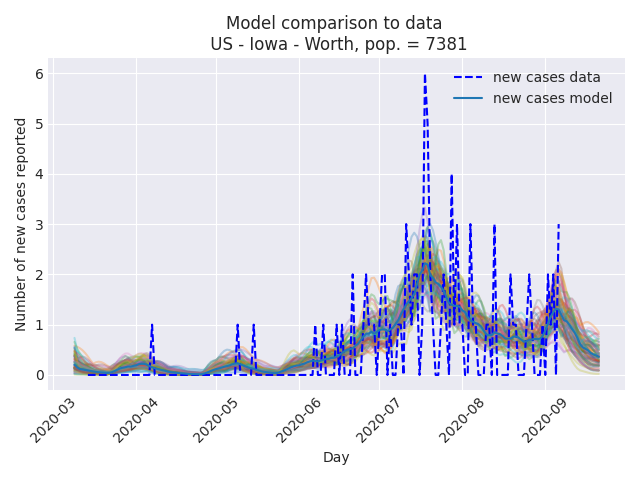 Model comparison to data
US - Iowa - Worth, pop. = 7381
new cases data
new cases model
Number of new cases reported
6
5
4
3
2
1
0
2020-03
2020-04
2020-05
2020-06
2020-07
2020-08
2020-09
Day